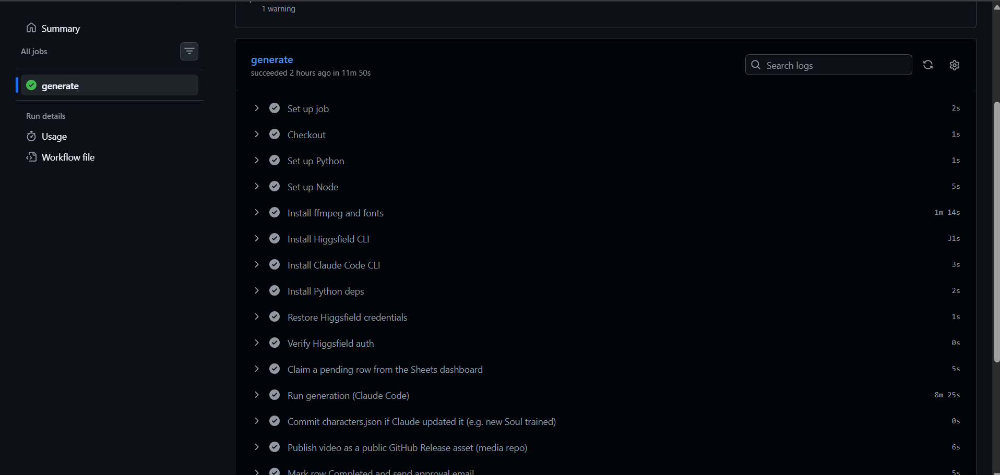 1 warning
Summary
All jobs
generate
Run details
Usage
Workflow file
generate
succeeded 2 hours ago in 11m 50s
Search logs
Set up job 2s
Checkout 1s
Set up Python 1s
Set up Node 5s
Install ffmpeg and fonts 1m 14s
Install Higgsfield CLI 31s
Install Claude Code CLI 3s
Install Python deps 2s
Restore Higgsfield credentials 1s
Verify Higgsfield auth 0s
Claim a pending row from the Sheets dashboard 5s
Run generation (Claude Code) 8m 25s
Commit characters.json if Claude updated it (e.g. new Soul trained) 0s
Publish video as a public GitHub Release asset (media repo) 6s
Mark row Completed and send approval email 5s